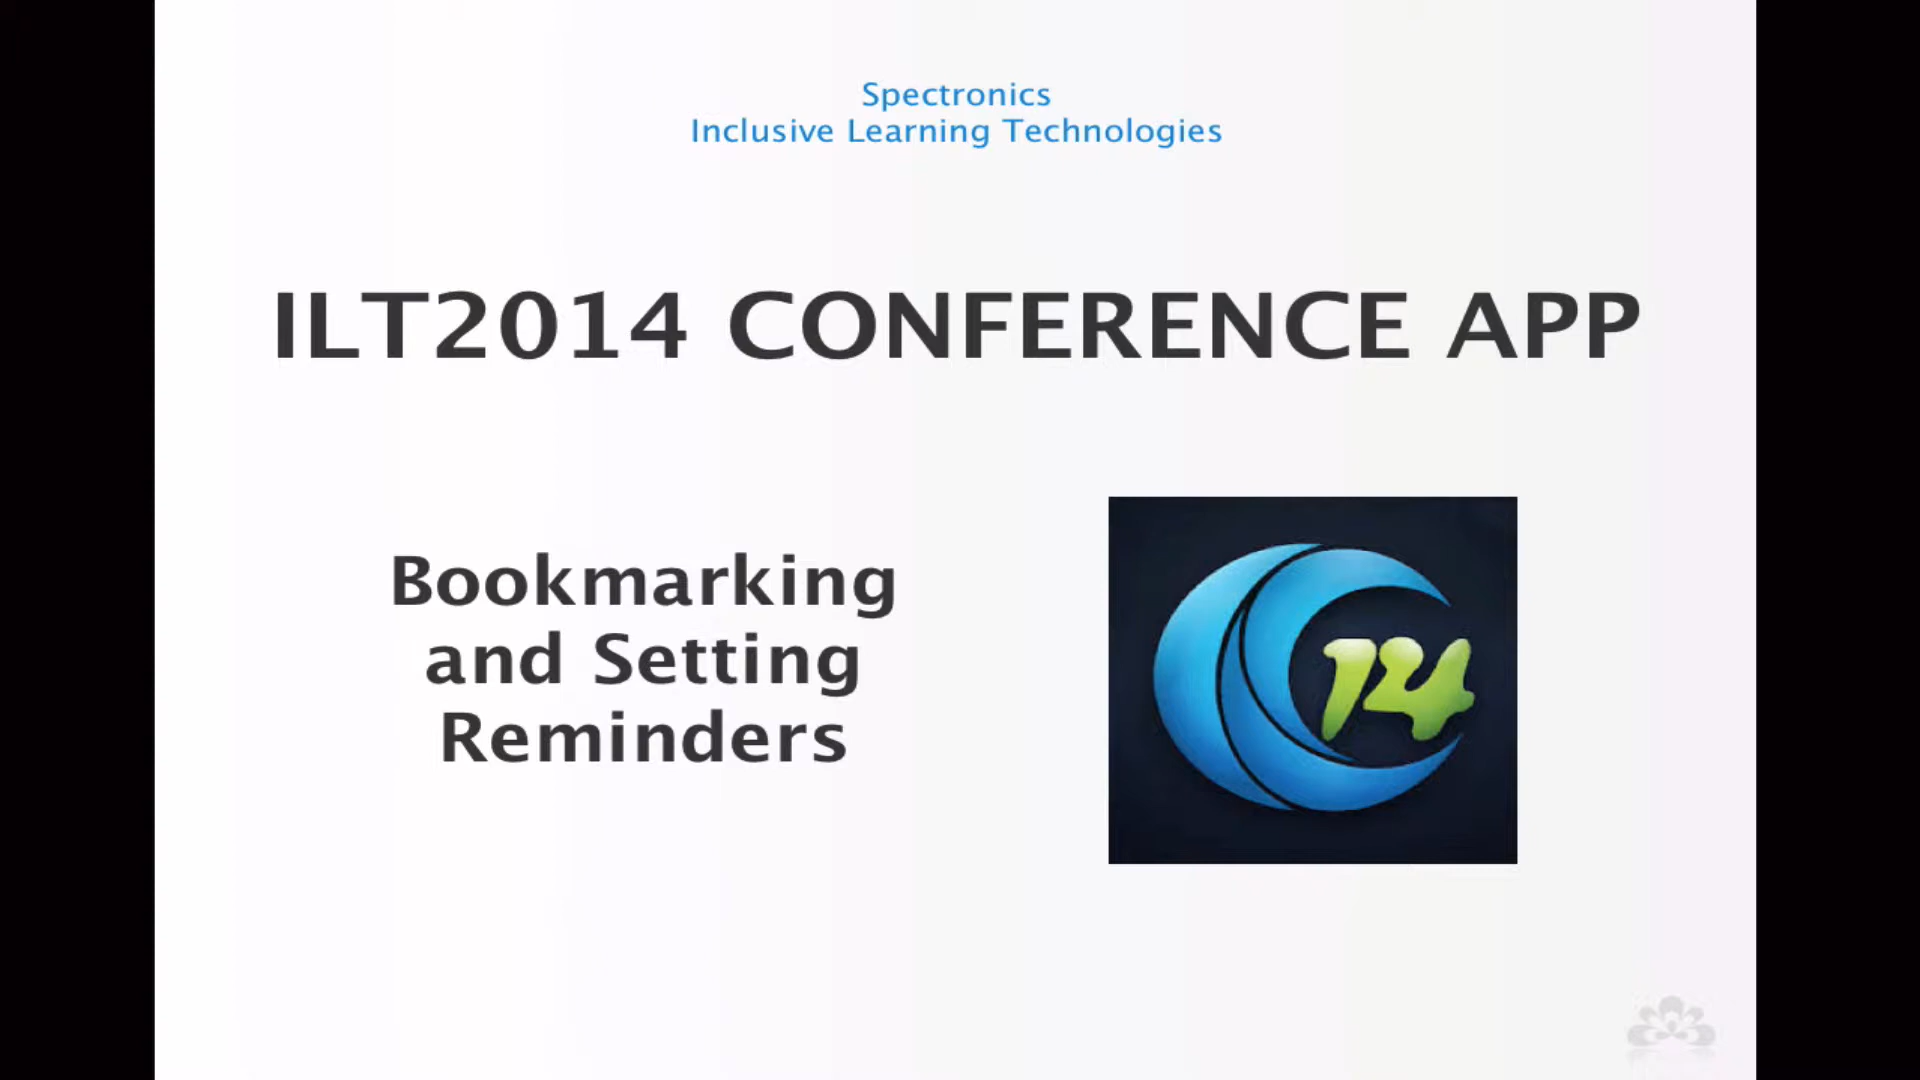 Spectronics
Inclusive Learning Technologies
ILT2014 CONFERENCE APP
Bookmarking
and Setting
Reminders
14